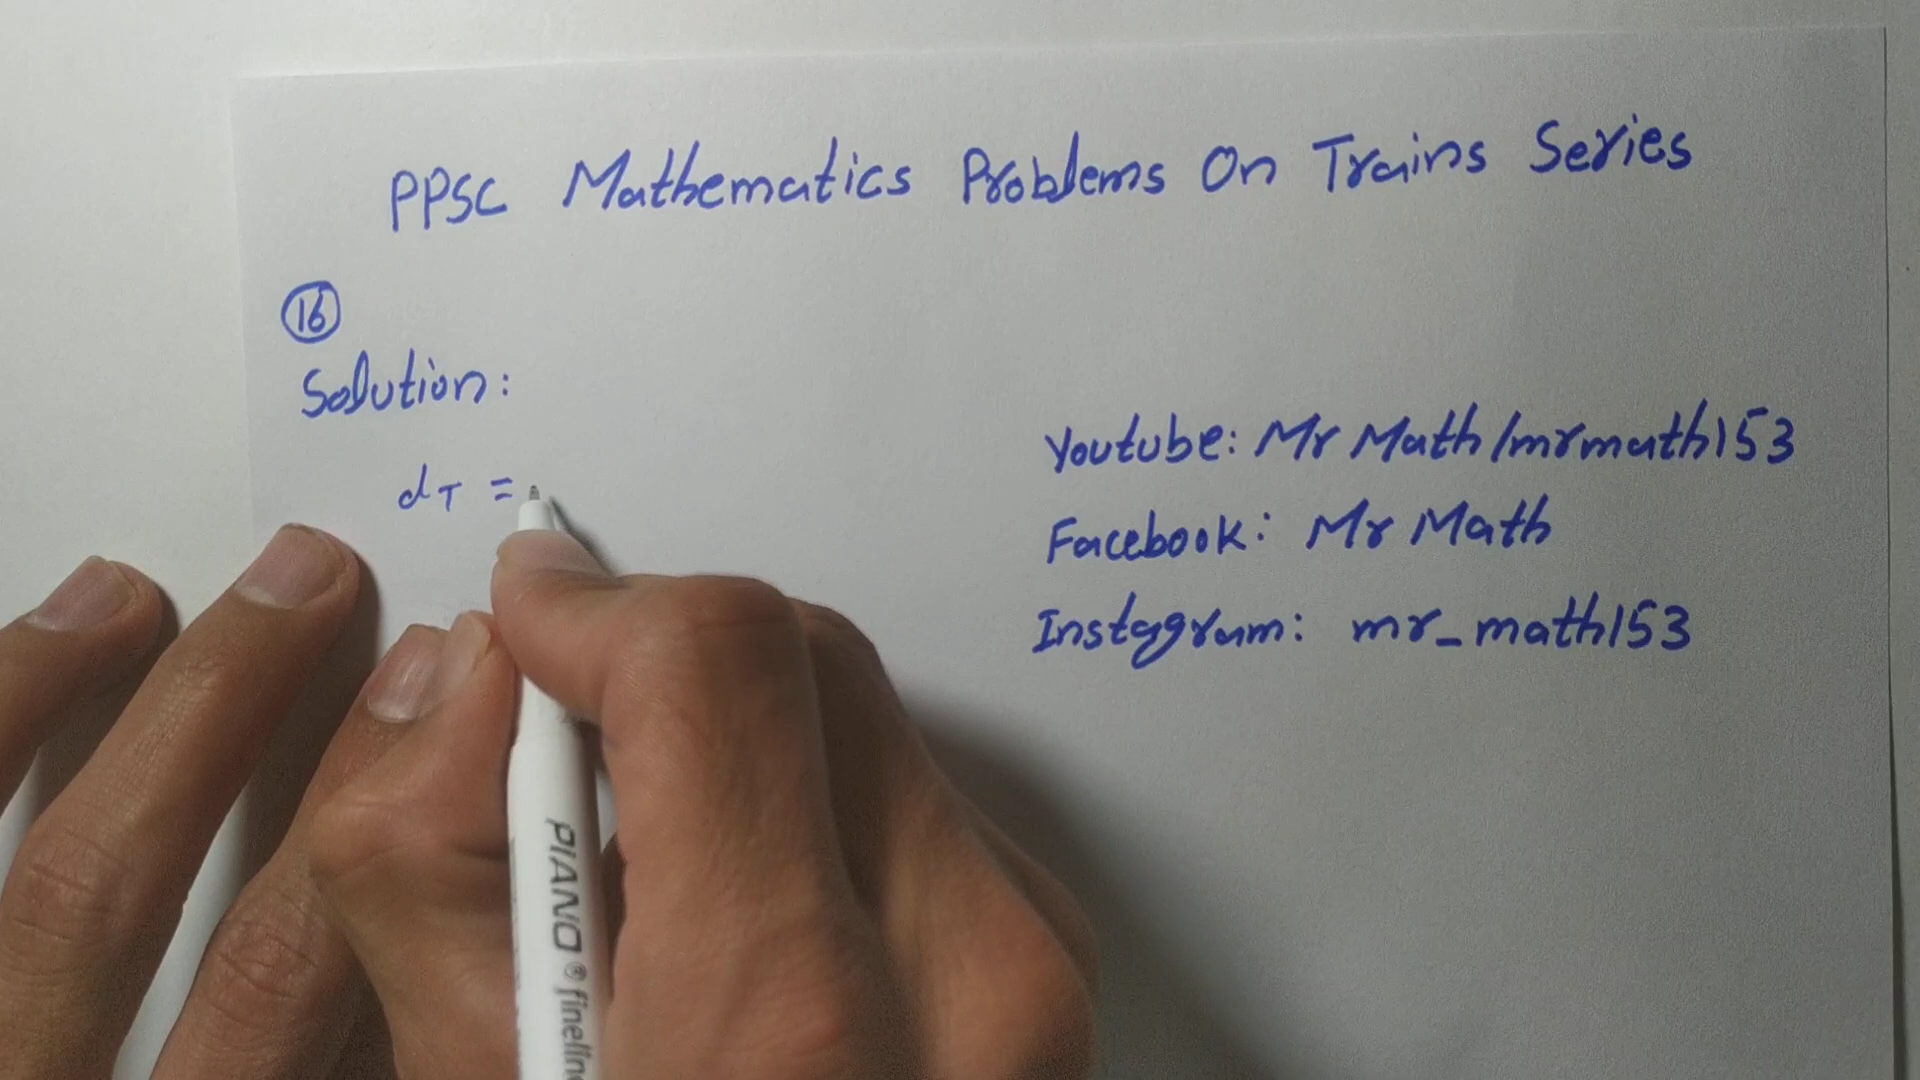 PPSC Mathematics Problems On Trains Series
16
Solution:
dT =
Youtube: Mr Math/mrmath153
Facebook: Mr Math
Instagram: mr_math153
PIANO® fineline